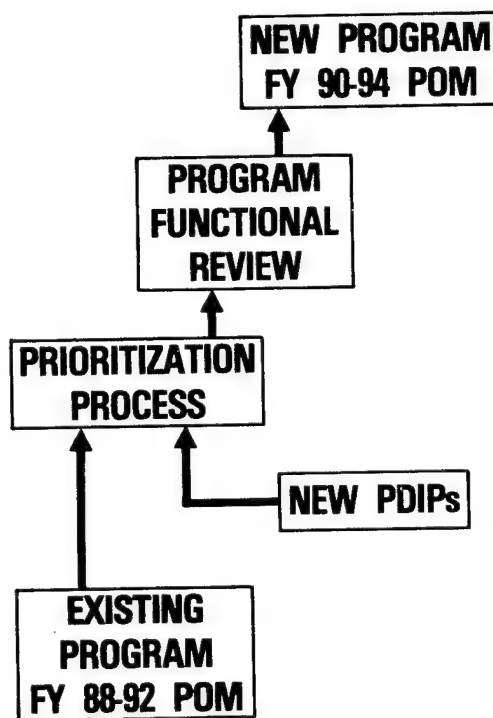 NEW PROGRAM
FY 90-94 POM
PROGRAM
FUNCTIONAL
REVIEW
PRIORITIZATION
PROCESS
NEW PDIPs
EXISTING
PROGRAM
FY 88-92 POM